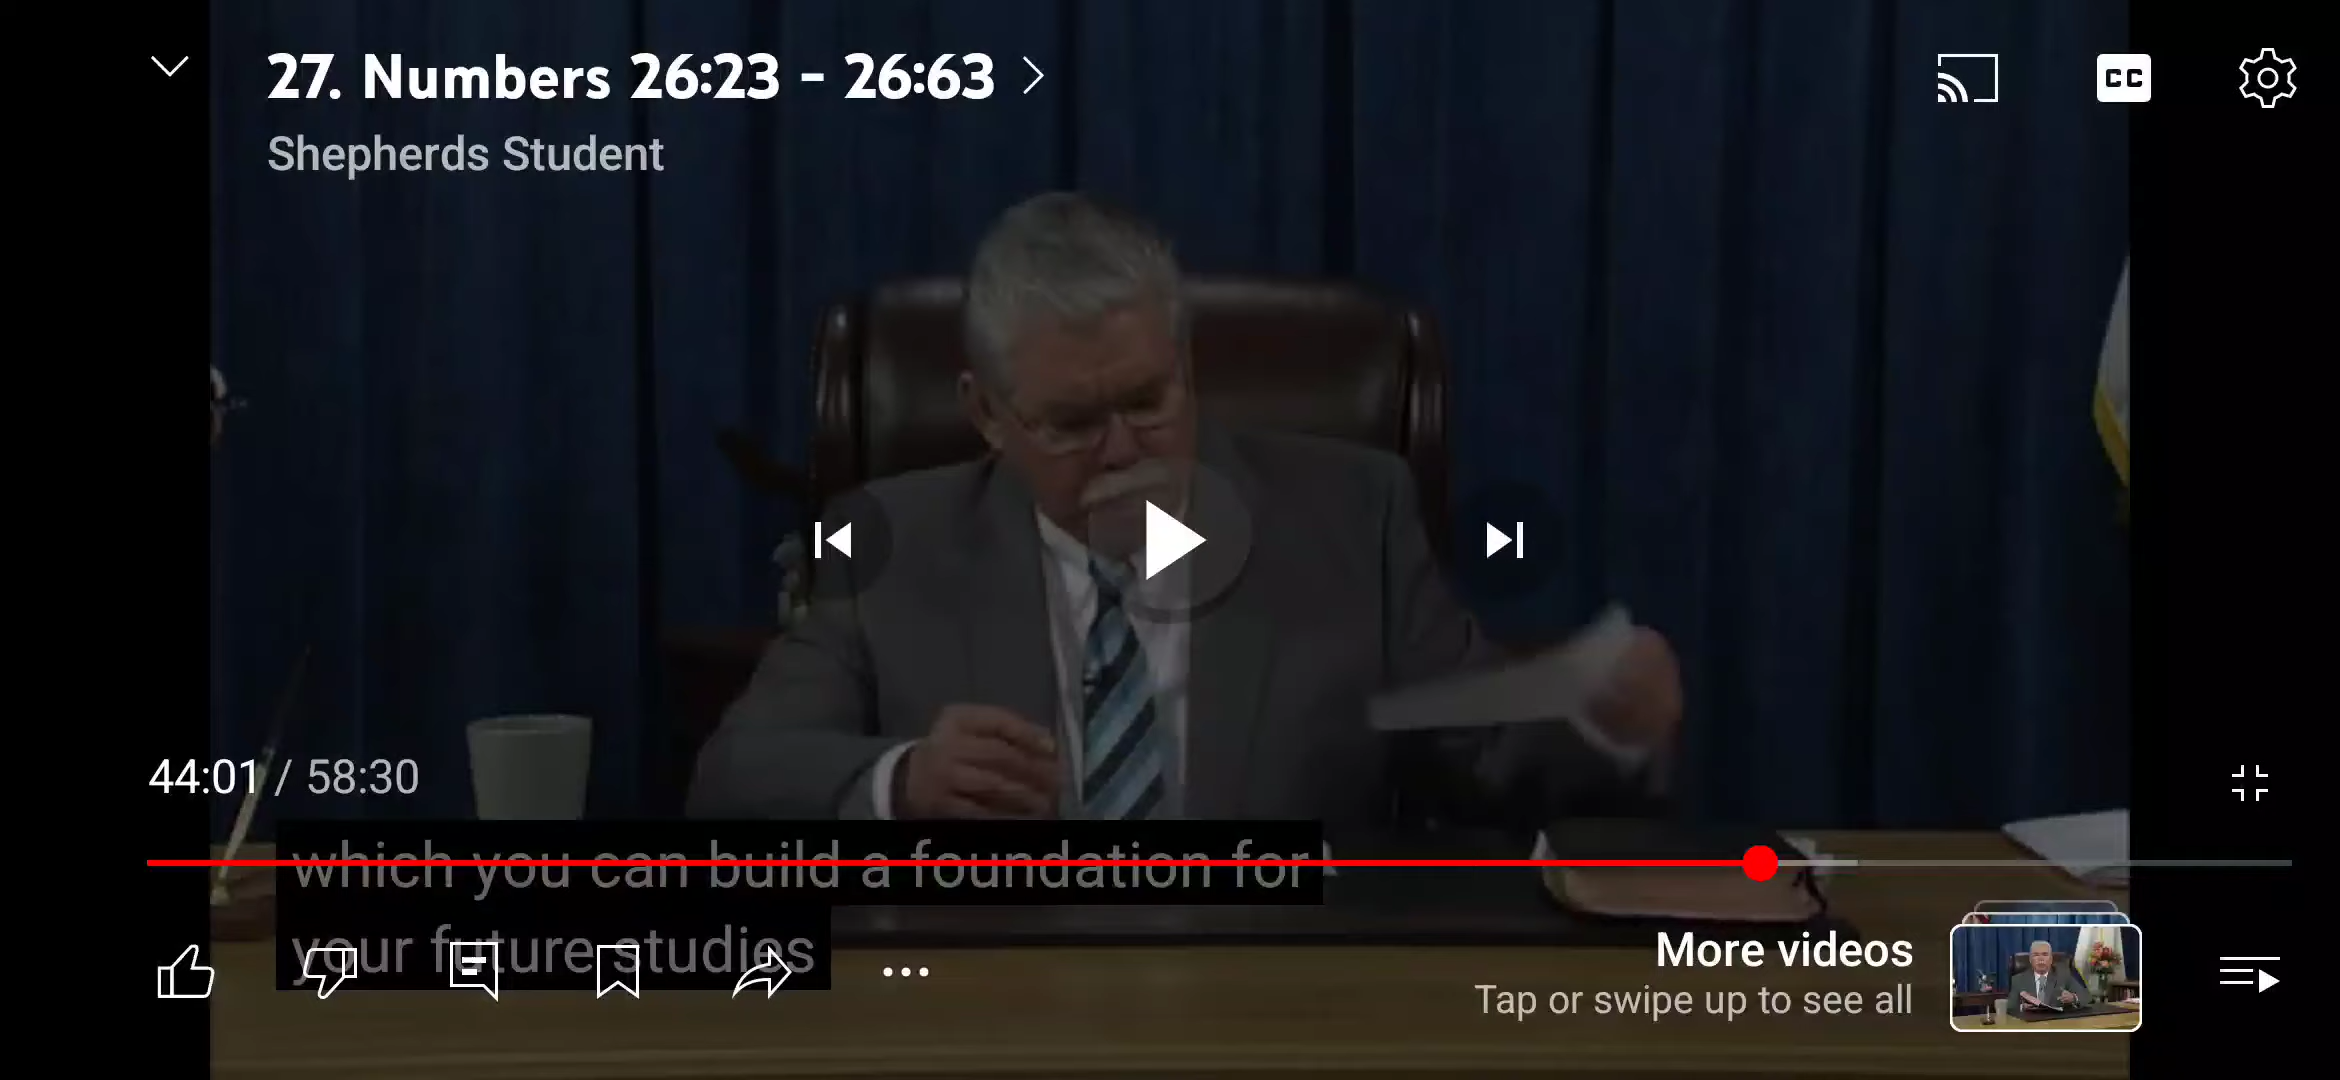 27. Numbers 26:23 - 26:63
CC
Shepherds Student
44:01 / 58:30
which you can build a foundation for
your future studies
More videos
Tap or swipe up to see all